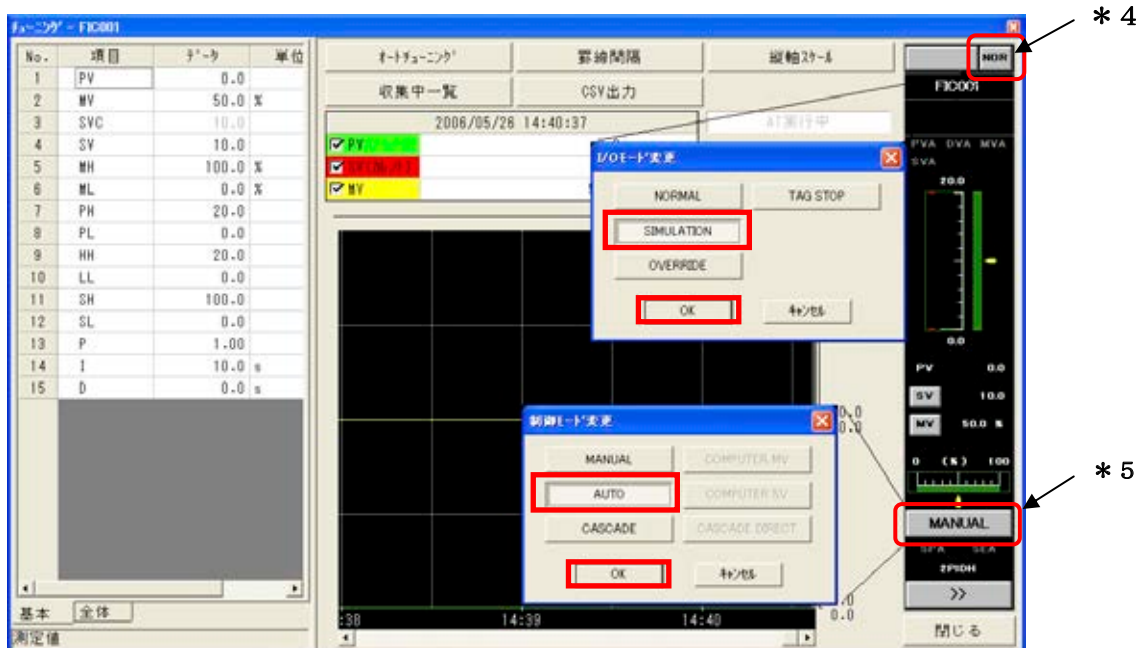 チューニング - FIC001
No. 項目 データ 単位
1 PV 0.0
2 MV 50.0 %
3 SVC 10.0
4 SV 10.0
5 MH 100.0 %
6 ML 0.0 %
7 PH 20.0
8 PL 0.0
9 HH 20.0
10 LL 0.0
11 SH 100.0
12 SL 0.0
13 P 1.00
14 I 10.0 s
15 D 0.0 s
基本 全体
測定値
オートチューニング 罫線間隔 縦軸スケール
収集中一覧 CSV出力
2006/05/26 14:40:37 AT実行中
PV
MV
I/Oモード変更
NORMAL TAG STOP
SIMULATION
OVERRIDE
OK キャンセル
制御モード変更
MANUAL COMPUTER MV
AUTO COMPUTER SV
CASCADE CASCADE DIRECT
OK キャンセル
0.0
0.0
:38 14:39 14:40
0.0
NOR
FIC001
PVA DVA MVA
SVA
20.0
0.0
PV 0.0
SV 10.0
MV 50.0 %
0 (%) 100
MANUAL
SPA SEA
2PIDH
>>
閉じる
＊4
＊5